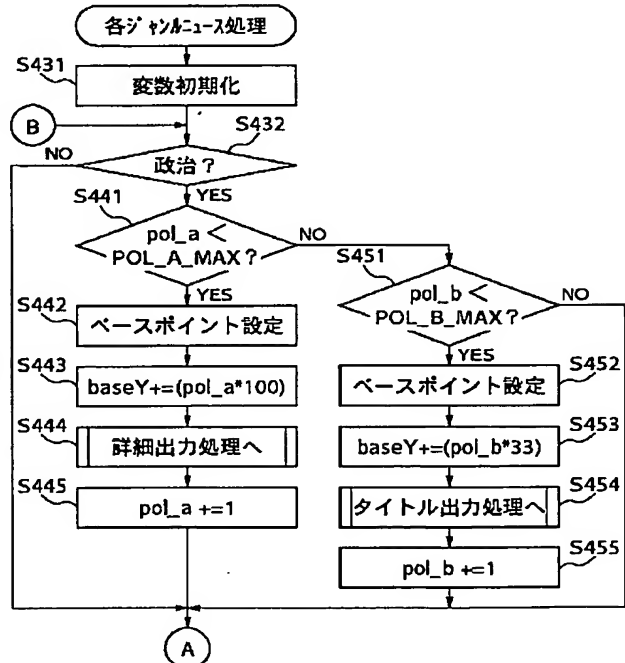 各ジャンルニュース処理
S431
変数初期化
B
S432
NO
政治?
S441
YES
pol_a <
POL_A_MAX?
NO
S451
YES
pol_b <
POL_B_MAX?
NO
S442
ベースポイント設定
YES
S452
ベースポイント設定
S443
baseY+=(pol_a*100)
S453
baseY+=(pol_b*33)
S444
詳細出力処理へ
S454
タイトル出力処理へ
S445
pol_a +=1
S455
pol_b +=1
A